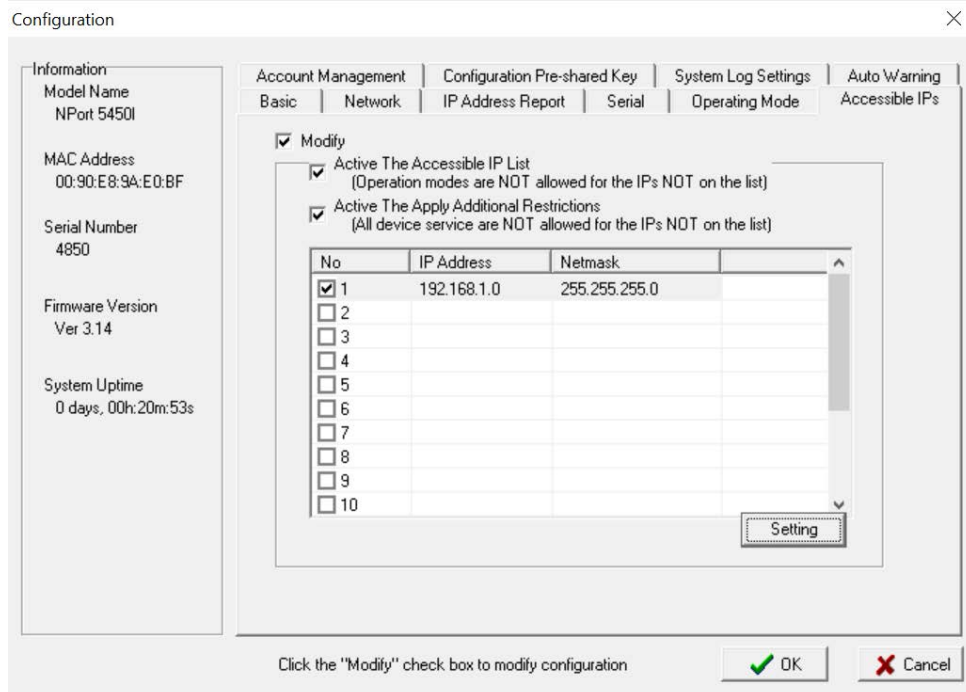 Configuration
Information
Model Name
NPort 5450I
MAC Address
00:90:E8:9A:E0:BF
Serial Number
4850
Firmware Version
Ver 3.14
System Uptime
0 days, 00h:20m:53s
Account Management Configuration Pre-shared Key System Log Settings Auto Warning
Basic Network IP Address Report Serial Operating Mode Accessible IPs
Modify
Active The Accessible IP List
(Operation modes are NOT allowed for the IPs NOT on the list)
Active The Apply Additional Restrictions
(All device service are NOT allowed for the IPs NOT on the list)
No IP Address Netmask
1 192.168.1.0 255.255.255.0
2
3
4
5
6
7
8
9
10
Setting
Click the "Modify" check box to modify configuration
OK Cancel